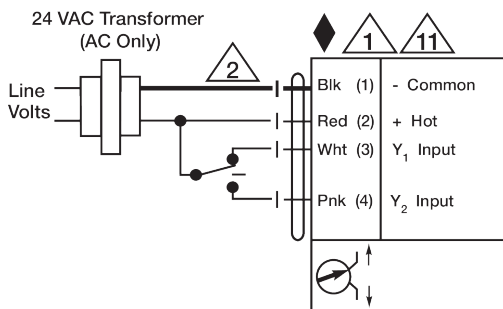 24 VAC Transformer
(AC Only)
Line
Volts
2
1
11
Blk (1) - Common
Red (2) + Hot
Wht (3) Y1 Input
Pnk (4) Y2 Input